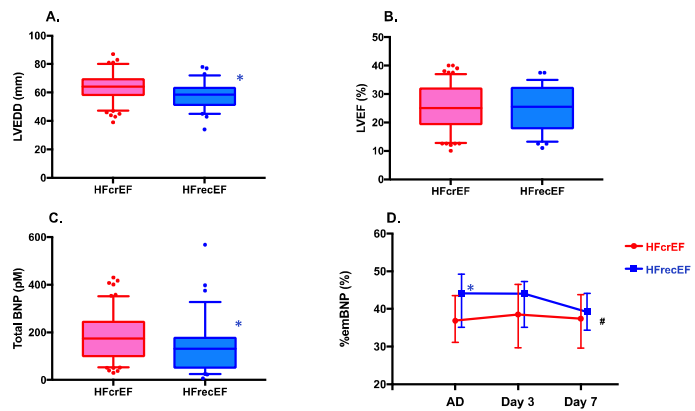 A.
LVEDD (mm)
100
80
60
40
20
0
*
HFcrEF
HFrecEF
B.
LVEF (%)
50
40
30
20
10
0
HFcrEF
HFrecEF
C.
Total BNP (pM)
600
400
200
0
*
HFcrEF
HFrecEF
D.
%emBNP (%)
60
50
40
30
20
*
#
AD
Day 3
Day 7
HFcrEF
HFrecEF